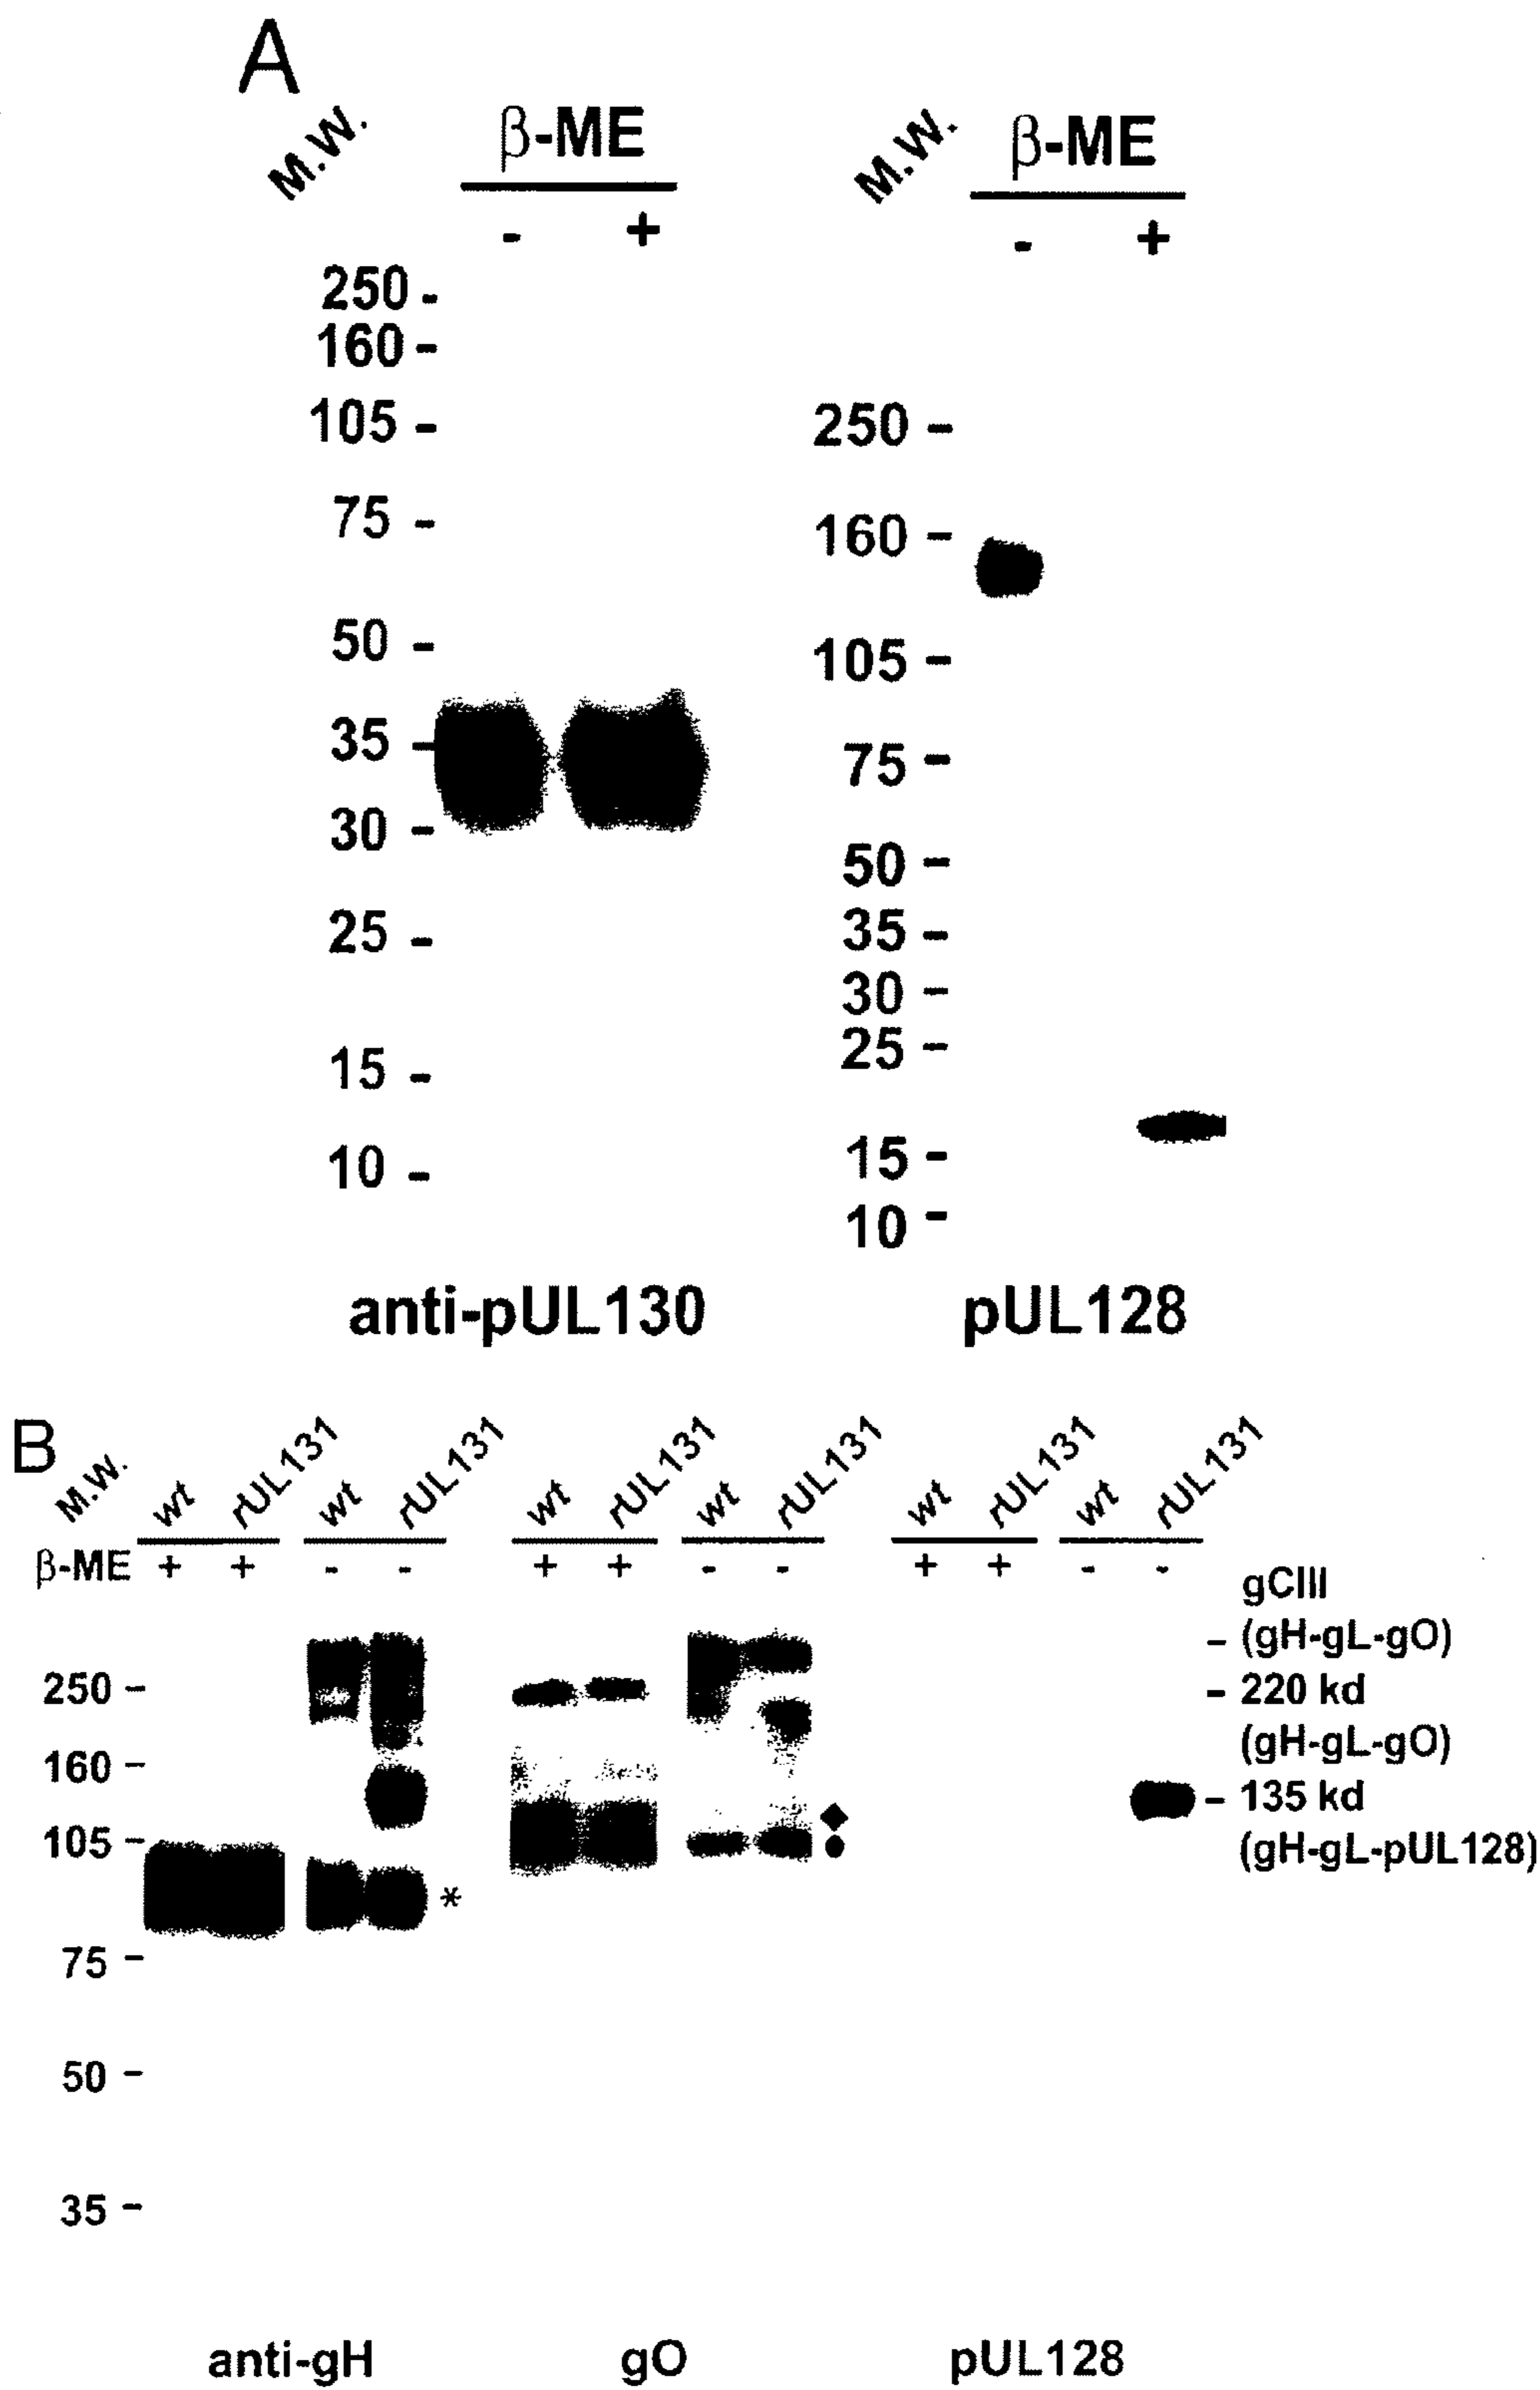 A
M.W.
β-ME
- +
250 -
160 -
105 -
75 -
50 -
35 -
30 -
25 -
15 -
10 -
anti-pUL130
M.W.
β-ME
- +
250 -
160 -
105 -
75 -
50 -
35 -
30 -
25 -
15 -
10 -
pUL128
B
M.W. wt rUL131 wt rUL131 wt rUL131 wt rUL131 wt rUL131 wt rUL131
β-ME + + - - + + - - + + - -
250 -
160 -
105 -
75 -
50 -
35 -
*
gCIII
- (gH-gL-gO)
- 220 kd
(gH-gL-gO)
- 135 kd
(gH-gL-pUL128)
anti-gH gO pUL128